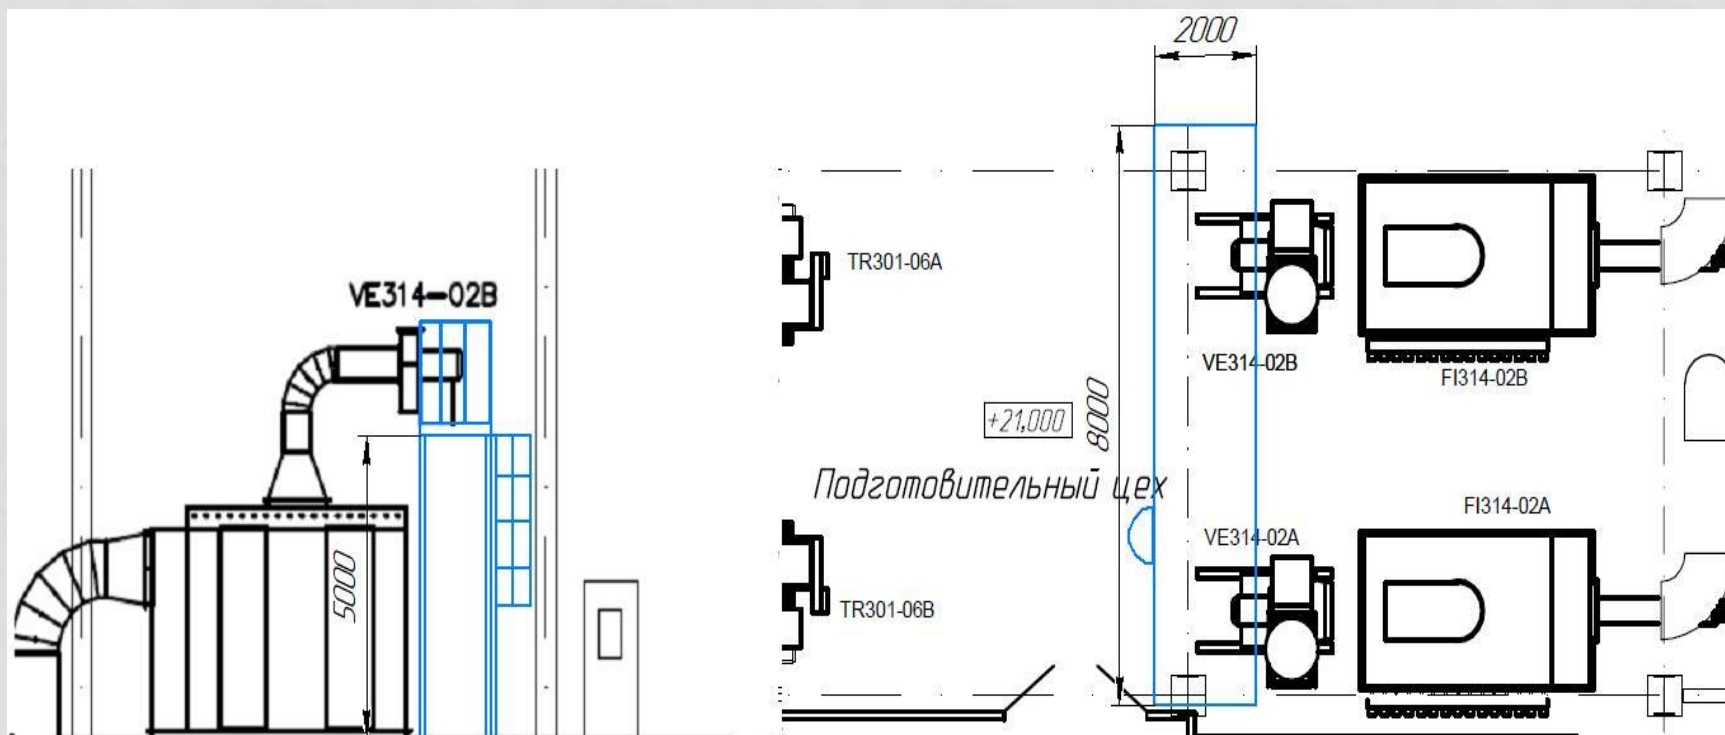 VE314-02B
5000
2000
TR301-06A
VE314-02B
FI314-02B
+21,000
8000
Подготовительный цех
FI314-02A
VE314-02A
TR301-06B